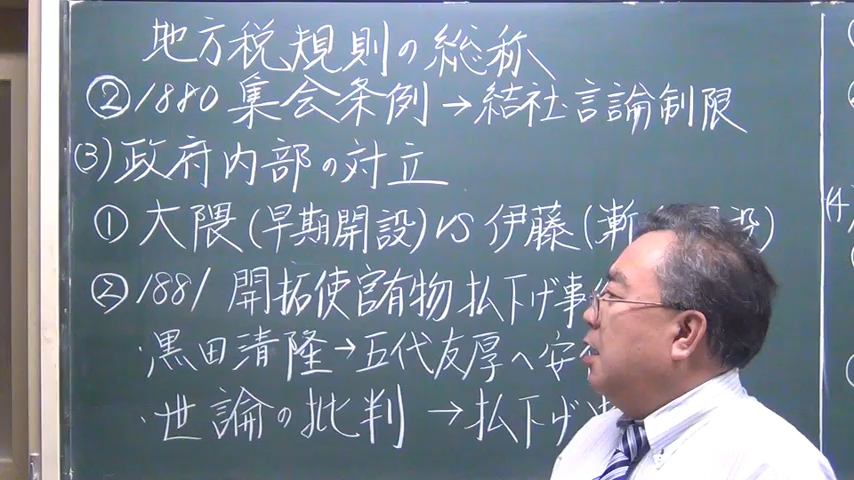 地方税規則の総称
②1880 集会条例→結社言論制限
(3)政府内部の対立
①大隈(早期開設)VS 伊藤(漸 設)
②1881 開拓使官有物払下げ事
・黒田清隆→五代友厚へ安
・世論の批判 →払下げ
(4)